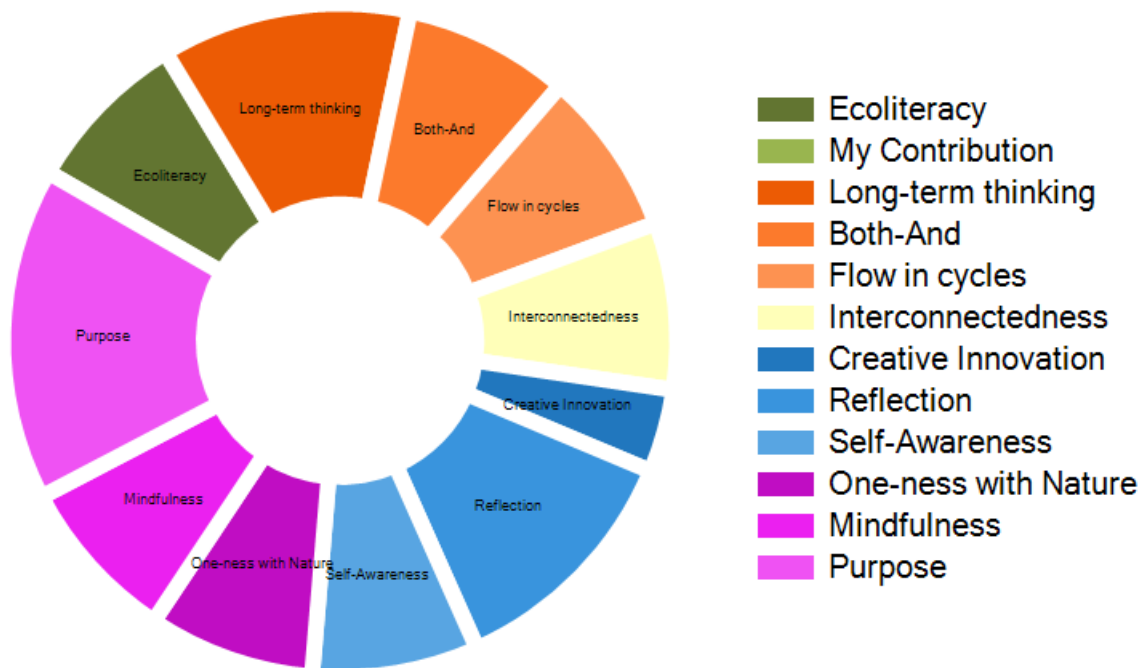 Long-term thinking
Both-And
Ecoliteracy
Flow in cycles
Interconnectedness
Purpose
Creative Innovation
Mindfulness
Reflection
One-ness with Nature
Self-Awareness
Ecoliteracy
My Contribution
Long-term thinking
Both-And
Flow in cycles
Interconnectedness
Creative Innovation
Reflection
Self-Awareness
One-ness with Nature
Mindfulness
Purpose